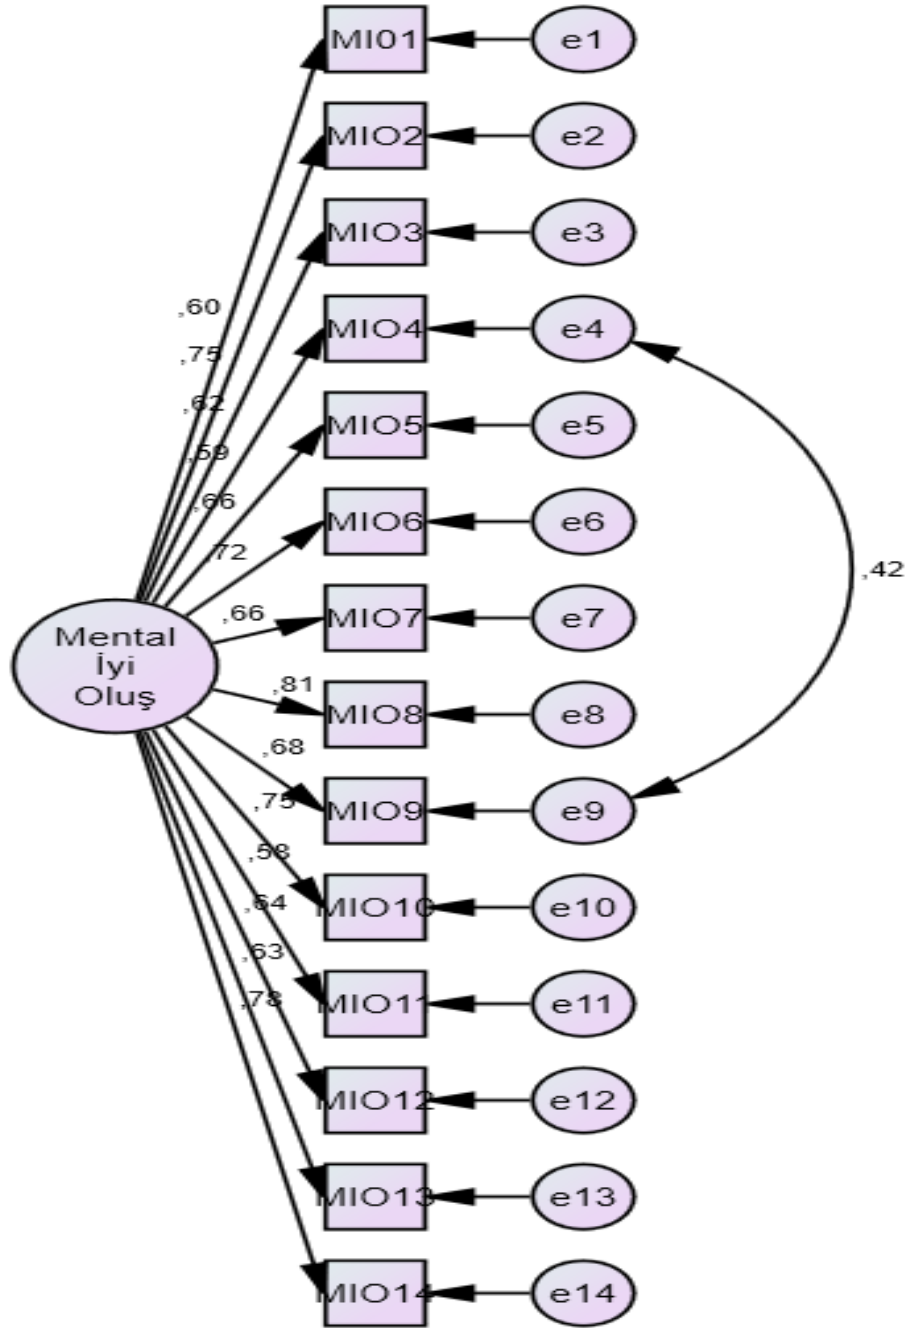 MI01
e1
MIO2
e2
MIO3
e3
,60
MIO4
e4
,75
,62
MIO5
e5
,59
,66
MIO6
e6
,72
,42
,66
MIO7
e7
Mental
İyi
Oluş
,81
MIO8
e8
,68
,75
MIO9
e9
,58
,64
MIO10
e10
,63
,78
MIO11
e11
MIO12
e12
MIO13
e13
MIO14
e14